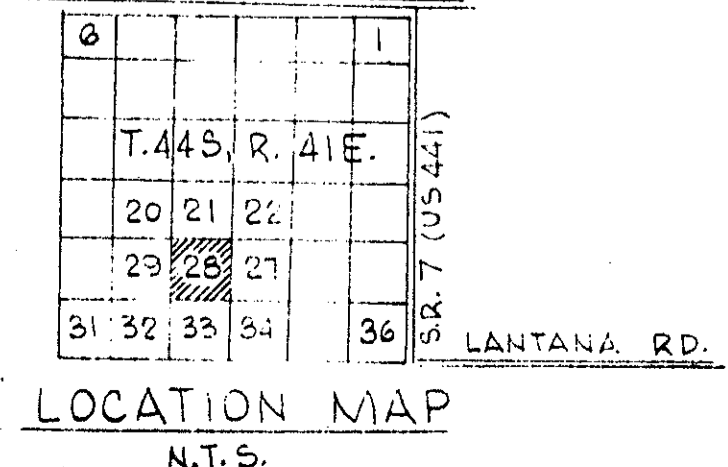 6 1
T.44S, R. 41E.
20 21 22
29 28 27
31 32 33 34 36
S.R. 7 (US 441)
LANTANA RD.
LOCATION MAP
N.T.S.